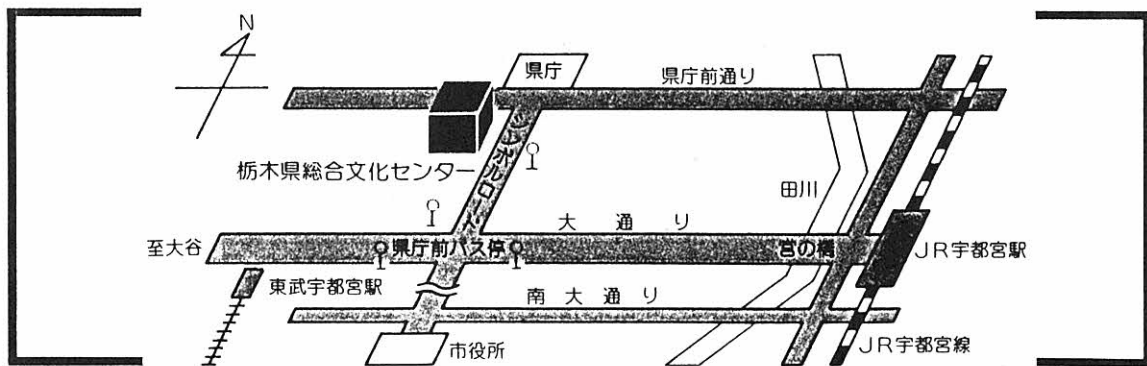 N
県庁
県庁前通り
シンボルロード
栃木県総合文化センター
田川
大通り
至大谷
県庁前バス停
宮の橋
JR宇都宮駅
東武宇都宮駅
南大通り
市役所
JR宇都宮線